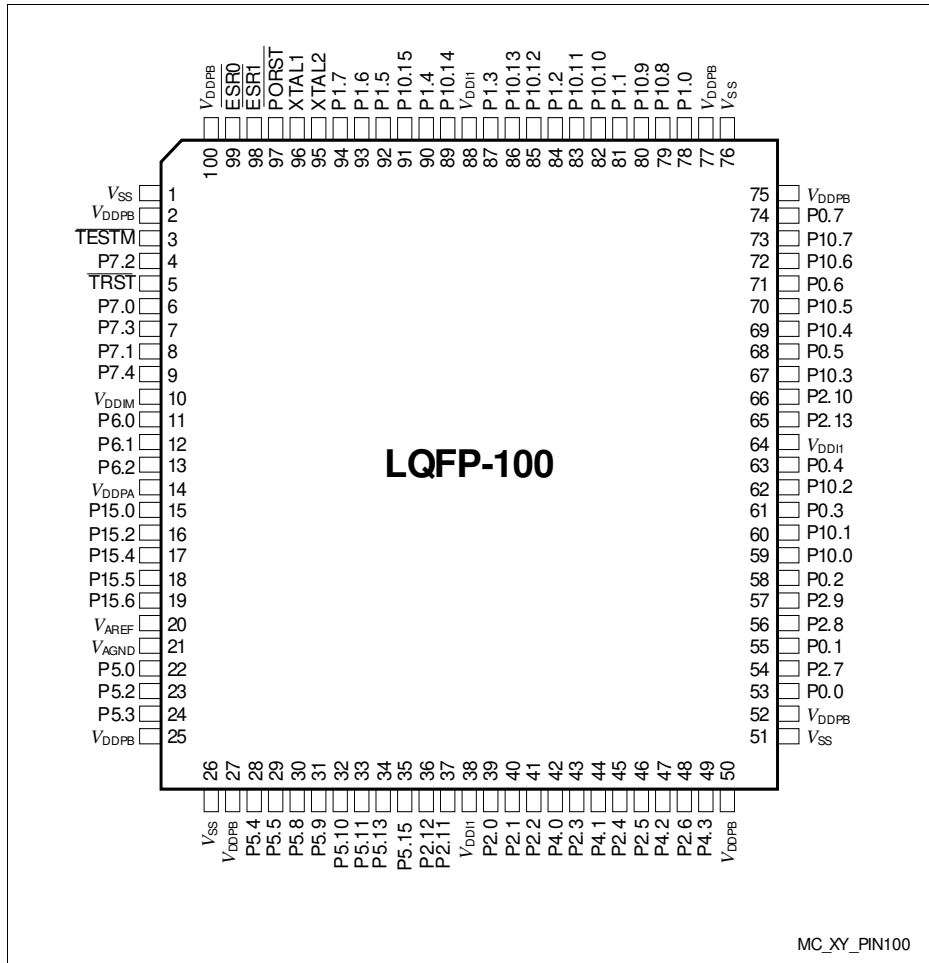 VDDPB
ESR0
ESR1
PORST
XTAL1
XTAL2
P1.7
P1.6
P1.5
P10.15
P1.4
P10.14
VDDI1
P1.3
P10.13
P10.12
P1.2
P10.11
P10.10
P1.1
P10.9
P10.8
P1.0
VDDPB
VSS
100
99
98
97
96
95
94
93
92
91
90
89
88
87
86
85
84
83
82
81
80
79
78
77
76
VSS 1
VDDPB 2
TESTM 3
P7.2 4
TRST 5
P7.0 6
P7.3 7
P7.1 8
P7.4 9
VDDIM 10
P6.0 11
P6.1 12
P6.2 13
VDDPA 14
P15.0 15
P15.2 16
P15.4 17
P15.5 18
P15.6 19
VAREF 20
VAGND 21
P5.0 22
P5.2 23
P5.3 24
VDDPB 25
LQFP-100
75 VDDPB
74 P0.7
73 P10.7
72 P10.6
71 P0.6
70 P10.5
69 P10.4
68 P0.5
67 P10.3
66 P2.10
65 P2.13
64 VDDI1
63 P0.4
62 P10.2
61 P0.3
60 P10.1
59 P10.0
58 P0.2
57 P2.9
56 P2.8
55 P0.1
54 P2.7
53 P0.0
52 VDDPB
51 VSS
26
27
28
29
30
31
32
33
34
35
36
37
38
39
40
41
42
43
44
45
46
47
48
49
50
VSS
VDDPB
P5.4
P5.5
P5.8
P5.9
P5.10
P5.11
P5.13
P5.15
P2.12
P2.11
VDDI1
P2.0
P2.1
P2.2
P4.0
P2.3
P4.1
P2.4
P2.5
P4.2
P2.6
P4.3
VDDPB
MC_XY_PIN100